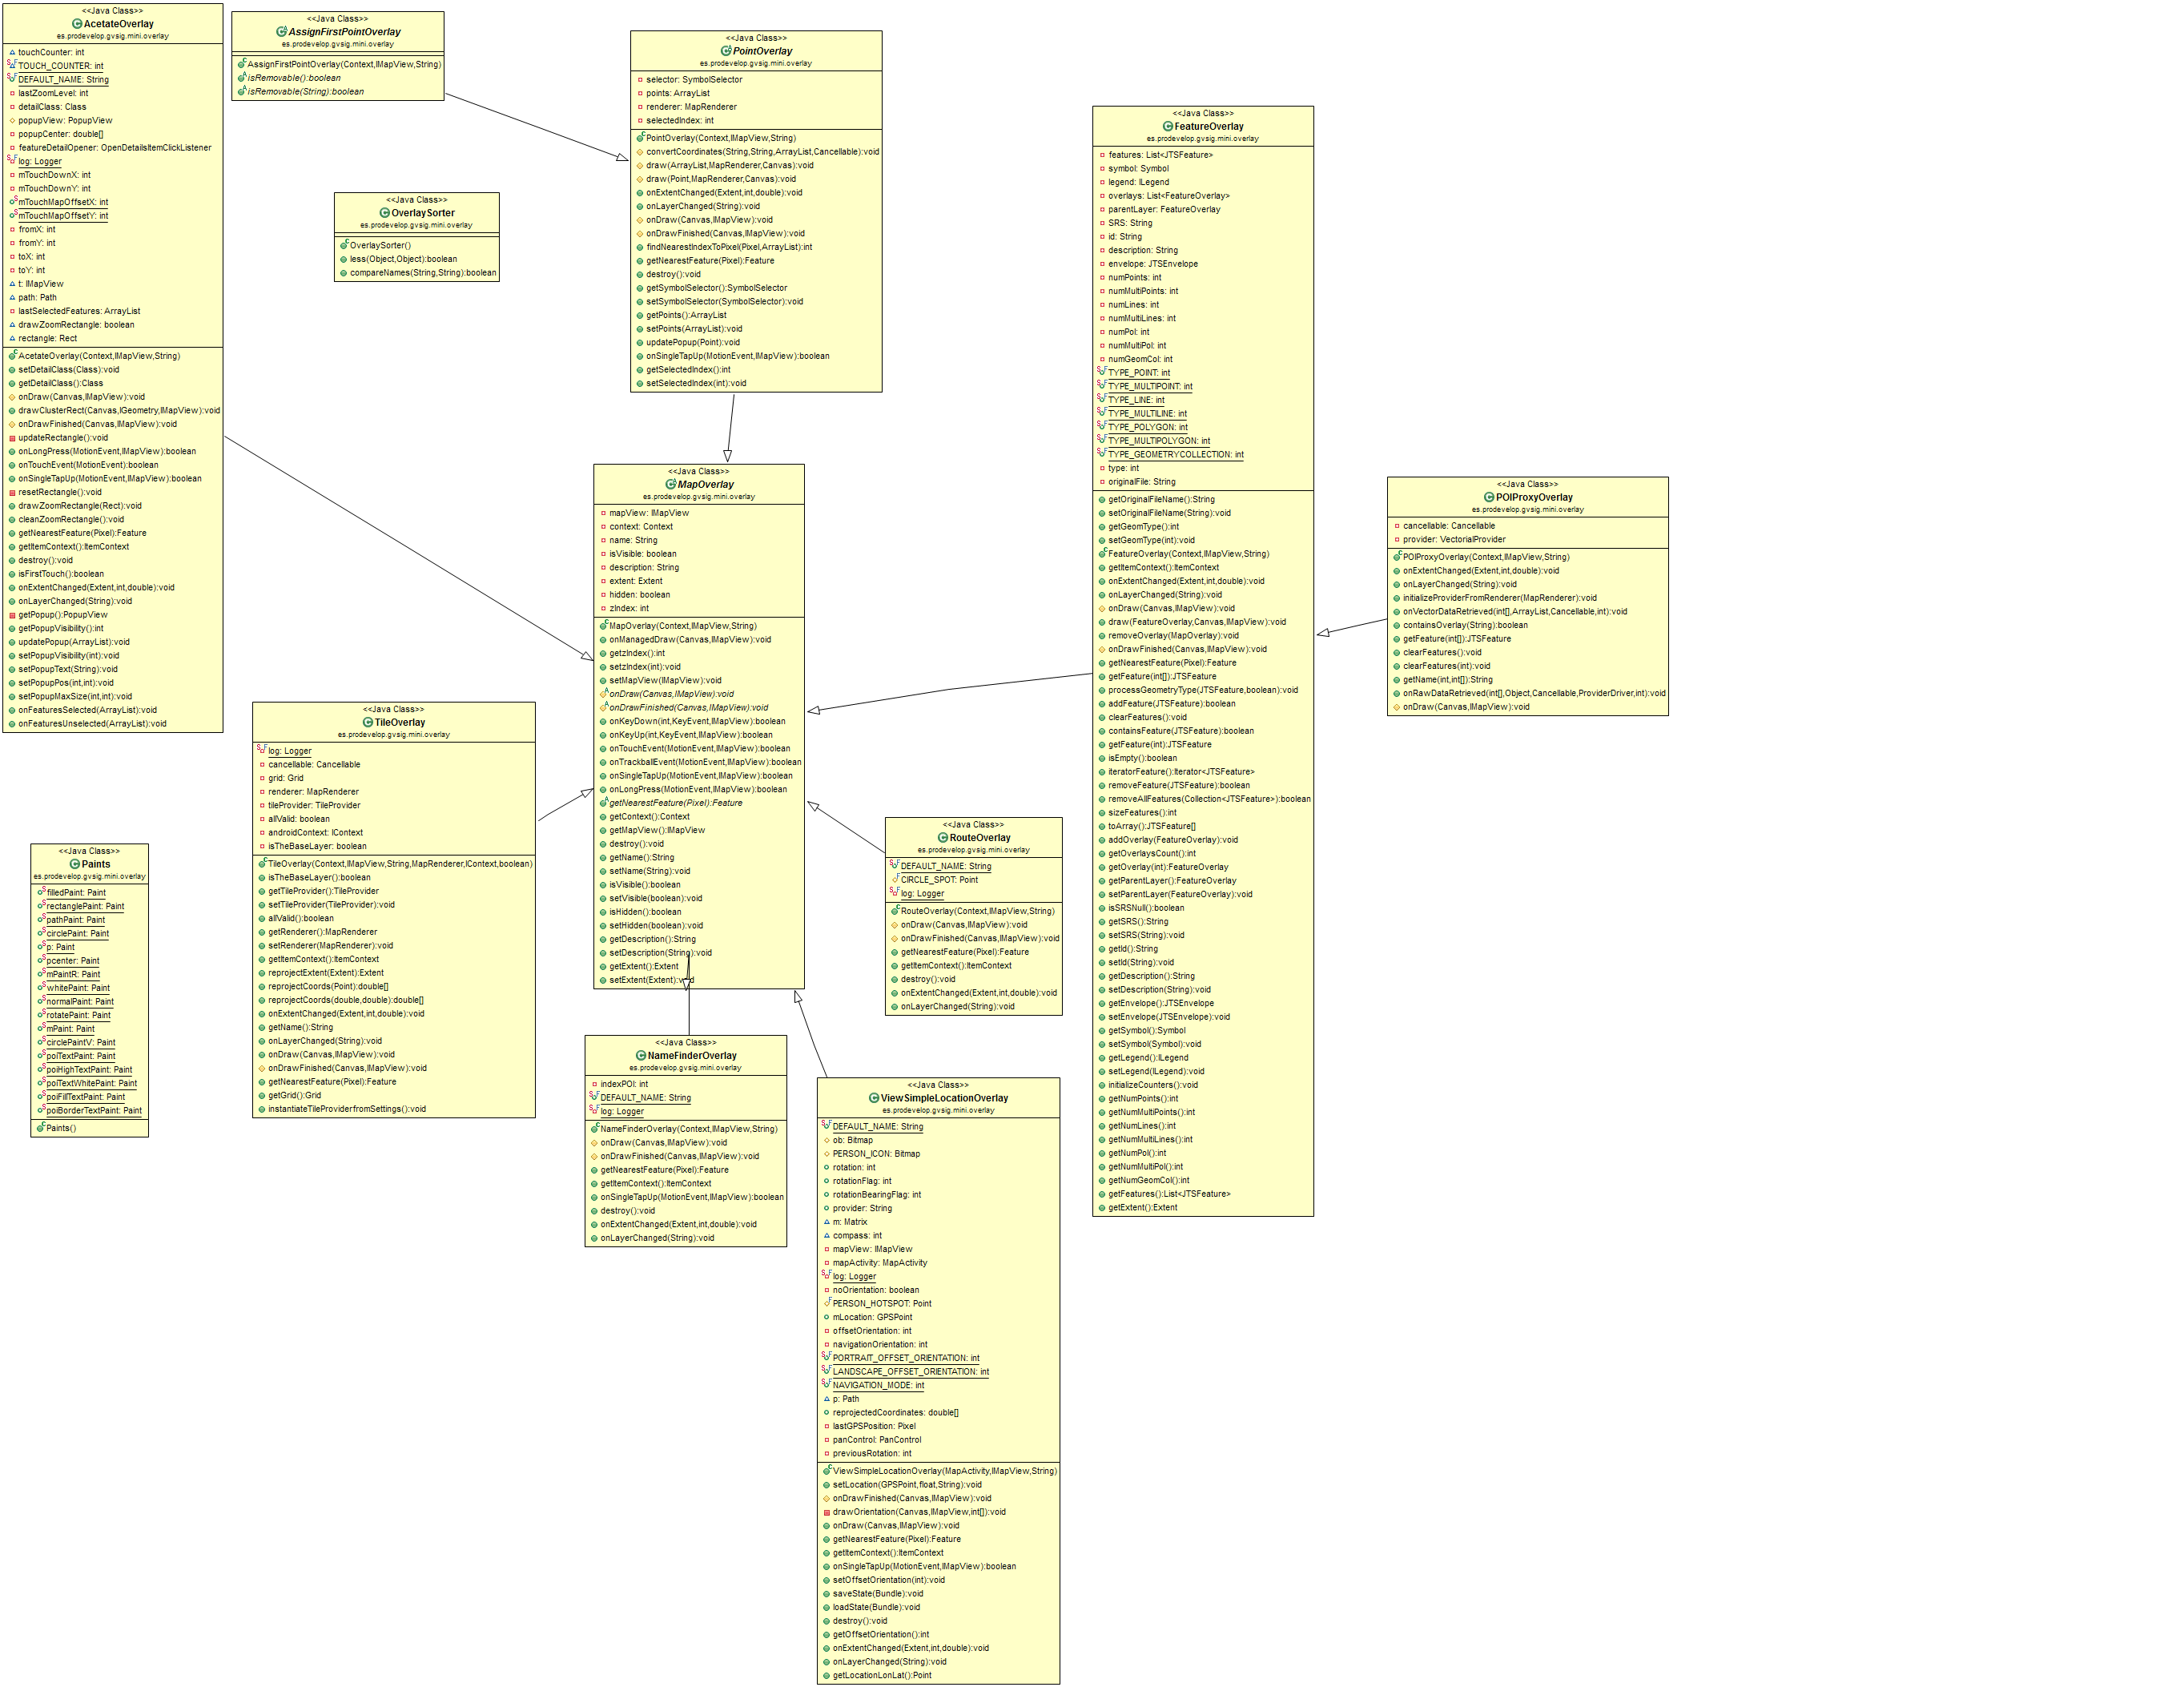 <<Java Class>>
AcetateOverlay
es.prodevelop.gvsig.mini.overlay
touchCounter: int
TOUCH_COUNTER: int
DEFAULT_NAME: String
lastZoomLevel: int
detailClass: Class
popupView: PopupView
popupCenter: double[]
featureDetailOpener: OpenDetailsItemClickListener
log: Logger
mTouchDownX: int
mTouchDownY: int
mTouchMapOffsetX: int
mTouchMapOffsetY: int
fromX: int
fromY: int
toX: int
toY: int
t: IMapView
path: Path
lastSelectedFeatures: ArrayList
drawZoomRectangle: boolean
rectangle: Rect
AcetateOverlay(Context,IMapView,String)
setDetailClass(Class):void
getDetailClass():Class
onDraw(Canvas,IMapView):void
drawClusterRect(Canvas,IGeometry,IMapView):void
onDrawFinished(Canvas,IMapView):void
updateRectangle():void
onLongPress(MotionEvent,IMapView):boolean
onTouchEvent(MotionEvent):boolean
onSingleTapUp(MotionEvent,IMapView):boolean
resetRectangle():void
drawZoomRectangle(Rect):void
cleanZoomRectangle():void
getNearestFeature(Pixel):Feature
getItemContext():ItemContext
destroy():void
isFirstTouch():boolean
onExtentChanged(Extent,int,double):void
onLayerChanged(String):void
getPopup():PopupView
getPopupVisibility():int
updatePopup(ArrayList):void
setPopupVisibility(int):void
setPopupText(String):void
setPopupPos(int,int):void
setPopupMaxSize(int,int):void
onFeaturesSelected(ArrayList):void
onFeaturesUnselected(ArrayList):void
<<Java Class>>
AssignFirstPointOverlay
es.prodevelop.gvsig.mini.overlay
AssignFirstPointOverlay(Context,IMapView,String)
isRemovable():boolean
isRemovable(String):boolean
<<Java Class>>
OverlaySorter
es.prodevelop.gvsig.mini.overlay
OverlaySorter()
less(Object,Object):boolean
compareNames(String,String):boolean
<<Java Class>>
PointOverlay
es.prodevelop.gvsig.mini.overlay
selector: SymbolSelector
points: ArrayList
renderer: MapRenderer
selectedIndex: int
PointOverlay(Context,IMapView,String)
convertCoordinates(String,String,ArrayList,Cancellable):void
draw(ArrayList,MapRenderer,Canvas):void
draw(Point,MapRenderer,Canvas):void
onExtentChanged(Extent,int,double):void
onLayerChanged(String):void
onDraw(Canvas,IMapView):void
onDrawFinished(Canvas,IMapView):void
findNearestIndexToPixel(Pixel,ArrayList):int
getNearestFeature(Pixel):Feature
destroy():void
getSymbolSelector():SymbolSelector
setSymbolSelector(SymbolSelector):void
getPoints():ArrayList
setPoints(ArrayList):void
updatePopup(Point):void
onSingleTapUp(MotionEvent,IMapView):boolean
getSelectedIndex():int
setSelectedIndex(int):void
<<Java Class>>
MapOverlay
es.prodevelop.gvsig.mini.overlay
mapView: IMapView
context: Context
name: String
isVisible: boolean
description: String
extent: Extent
hidden: boolean
zIndex: int
MapOverlay(Context,IMapView,String)
onManagedDraw(Canvas,IMapView):void
getzIndex():int
setzIndex(int):void
setMapView(IMapView):void
onDraw(Canvas,IMapView):void
onDrawFinished(Canvas,IMapView):void
onKeyDown(int,KeyEvent,IMapView):boolean
onKeyUp(int,KeyEvent,IMapView):boolean
onTouchEvent(MotionEvent,IMapView):boolean
onTrackballEvent(MotionEvent,IMapView):boolean
onSingleTapUp(MotionEvent,IMapView):boolean
onLongPress(MotionEvent,IMapView):boolean
getNearestFeature(Pixel):Feature
getContext():Context
getMapView():IMapView
destroy():void
getName():String
setName(String):void
isVisible():boolean
setVisible(boolean):void
isHidden():boolean
setHidden(boolean):void
getDescription():String
setDescription(String):void
getExtent():Extent
setExtent(Extent):void
<<Java Class>>
FeatureOverlay
es.prodevelop.gvsig.mini.overlay
features: List<JTSFeature>
symbol: Symbol
legend: ILegend
overlays: List<FeatureOverlay>
parentLayer: FeatureOverlay
SRS: String
id: String
description: String
envelope: JTSEnvelope
numPoints: int
numMultiPoints: int
numLines: int
numMultiLines: int
numPol: int
numMultiPol: int
numGeomCol: int
TYPE_POINT: int
TYPE_MULTIPOINT: int
TYPE_LINE: int
TYPE_MULTILINE: int
TYPE_POLYGON: int
TYPE_MULTIPOLYGON: int
TYPE_GEOMETRYCOLLECTION: int
type: int
originalFile: String
getOriginalFileName():String
setOriginalFileName(String):void
getGeomType():int
setGeomType(int):void
FeatureOverlay(Context,IMapView,String)
getItemContext():ItemContext
onExtentChanged(Extent,int,double):void
onLayerChanged(String):void
onDraw(Canvas,IMapView):void
draw(FeatureOverlay,Canvas,IMapView):void
removeOverlay(MapOverlay):void
onDrawFinished(Canvas,IMapView):void
getNearestFeature(Pixel):Feature
getFeature(int[]):JTSFeature
processGeometryType(JTSFeature,boolean):void
addFeature(JTSFeature):boolean
clearFeatures():void
containsFeature(JTSFeature):boolean
getFeature(int):JTSFeature
isEmpty():boolean
iteratorFeature():Iterator<JTSFeature>
removeFeature(JTSFeature):boolean
removeAllFeatures(Collection<JTSFeature>):boolean
sizeFeatures():int
toArray():JTSFeature[]
addOverlay(FeatureOverlay):void
getOverlaysCount():int
getOverlay(int):FeatureOverlay
getParentLayer():FeatureOverlay
setParentLayer(FeatureOverlay):void
isSRSNull():boolean
getSRS():String
setSRS(String):void
getId():String
setId(String):void
getDescription():String
setDescription(String):void
getEnvelope():JTSEnvelope
setEnvelope(JTSEnvelope):void
getSymbol():Symbol
setSymbol(Symbol):void
getLegend():ILegend
setLegend(ILegend):void
initializeCounters():void
getNumPoints():int
getNumMultiPoints():int
getNumLines():int
getNumMultiLines():int
getNumPol():int
getNumMultiPol():int
getNumGeomCol():int
getFeatures():List<JTSFeature>
getExtent():Extent
<<Java Class>>
POIProxyOverlay
es.prodevelop.gvsig.mini.overlay
cancellable: Cancellable
provider: VectorialProvider
POIProxyOverlay(Context,IMapView,String)
onExtentChanged(Extent,int,double):void
onLayerChanged(String):void
initializeProviderFromRenderer(MapRenderer):void
onVectorDataRetrieved(int[],ArrayList,Cancellable,int):void
containsOverlay(String):boolean
getFeature(int[]):JTSFeature
clearFeatures():void
clearFeatures(int):void
getName(int,int[]):String
onRawDataRetrieved(int[],Object,Cancellable,ProviderDriver,int):void
onDraw(Canvas,IMapView):void
<<Java Class>>
TileOverlay
es.prodevelop.gvsig.mini.overlay
log: Logger
cancellable: Cancellable
grid: Grid
renderer: MapRenderer
tileProvider: TileProvider
allValid: boolean
androidContext: IContext
isTheBaseLayer: boolean
TileOverlay(Context,IMapView,String,MapRenderer,IContext,boolean)
isTheBaseLayer():boolean
getTileProvider():TileProvider
setTileProvider(TileProvider):void
allValid():boolean
getRenderer():MapRenderer
setRenderer(MapRenderer):void
getItemContext():ItemContext
reprojectExtent(Extent):Extent
reprojectCoords(Point):double[]
reprojectCoords(double,double):double[]
onExtentChanged(Extent,int,double):void
getName():String
onLayerChanged(String):void
onDraw(Canvas,IMapView):void
onDrawFinished(Canvas,IMapView):void
getNearestFeature(Pixel):Feature
getGrid():Grid
instantiateTileProviderfromSettings():void
<<Java Class>>
Paints
es.prodevelop.gvsig.mini.overlay
filledPaint: Paint
rectanglePaint: Paint
pathPaint: Paint
circlePaint: Paint
p: Paint
pcenter: Paint
mPaintR: Paint
whitePaint: Paint
normalPaint: Paint
rotatePaint: Paint
mPaint: Paint
circlePaintV: Paint
poiTextPaint: Paint
poiHighTextPaint: Paint
poiTextWhitePaint: Paint
poiFillTextPaint: Paint
poiBorderTextPaint: Paint
Paints()
<<Java Class>>
RouteOverlay
es.prodevelop.gvsig.mini.overlay
DEFAULT_NAME: String
CIRCLE_SPOT: Point
log: Logger
RouteOverlay(Context,IMapView,String)
onDraw(Canvas,IMapView):void
onDrawFinished(Canvas,IMapView):void
getNearestFeature(Pixel):Feature
getItemContext():ItemContext
destroy():void
onExtentChanged(Extent,int,double):void
onLayerChanged(String):void
<<Java Class>>
NameFinderOverlay
es.prodevelop.gvsig.mini.overlay
indexPOI: int
DEFAULT_NAME: String
log: Logger
NameFinderOverlay(Context,IMapView,String)
onDraw(Canvas,IMapView):void
onDrawFinished(Canvas,IMapView):void
getNearestFeature(Pixel):Feature
getItemContext():ItemContext
onSingleTapUp(MotionEvent,IMapView):boolean
destroy():void
onExtentChanged(Extent,int,double):void
onLayerChanged(String):void
<<Java Class>>
ViewSimpleLocationOverlay
es.prodevelop.gvsig.mini.overlay
DEFAULT_NAME: String
ob: Bitmap
PERSON_ICON: Bitmap
rotation: int
rotationFlag: int
rotationBearingFlag: int
provider: String
m: Matrix
compass: int
mapView: IMapView
mapActivity: MapActivity
log: Logger
noOrientation: boolean
PERSON_HOTSPOT: Point
mLocation: GPSPoint
offsetOrientation: int
navigationOrientation: int
PORTRAIT_OFFSET_ORIENTATION: int
LANDSCAPE_OFFSET_ORIENTATION: int
NAVIGATION_MODE: int
p: Path
reprojectedCoordinates: double[]
lastGPSPosition: Pixel
panControl: PanControl
previousRotation: int
ViewSimpleLocationOverlay(MapActivity,IMapView,String)
setLocation(GPSPoint,float,String):void
onDrawFinished(Canvas,IMapView):void
drawOrientation(Canvas,IMapView,int[]):void
onDraw(Canvas,IMapView):void
getNearestFeature(Pixel):Feature
getItemContext():ItemContext
onSingleTapUp(MotionEvent,IMapView):boolean
setOffsetOrientation(int):void
saveState(Bundle):void
loadState(Bundle):void
destroy():void
getOffsetOrientation():int
onExtentChanged(Extent,int,double):void
onLayerChanged(String):void
getLocationLonLat():Point